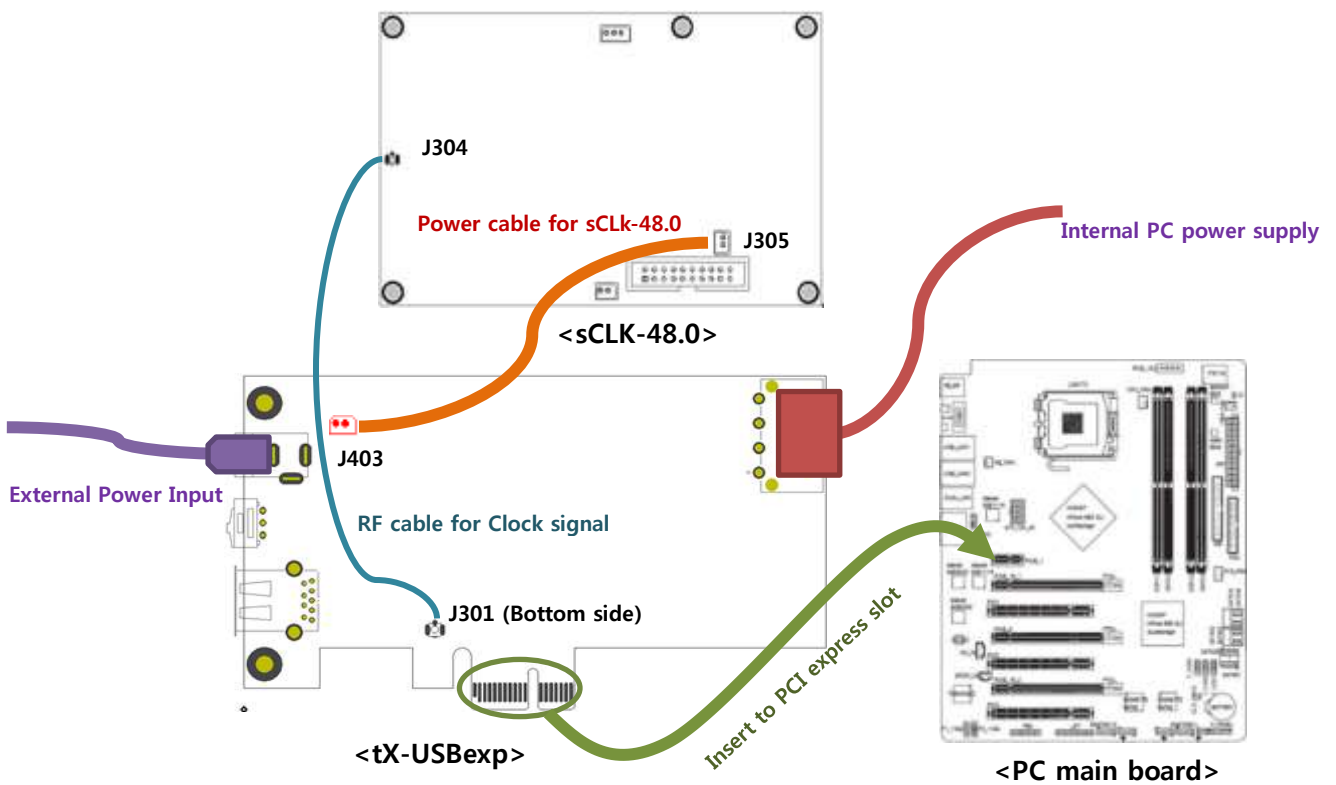 J304
Power cable for sCLk-48.0
J305
Internal PC power supply
<sCLK-48.0>
J403
External Power Input
RF cable for Clock signal
J301 (Bottom side)
Insert to PCI express slot
<tX-USBexp>
<PC main board>